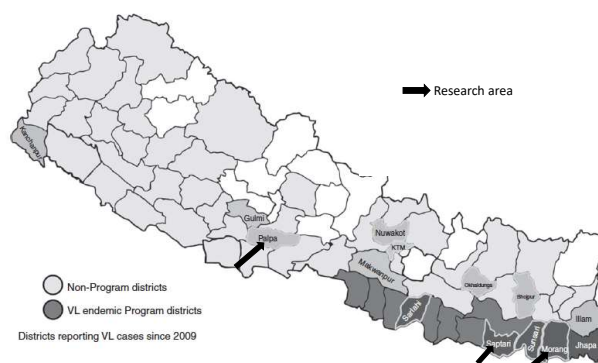 Research area
Kanchanpur
Gulmi
Palpa
Nuwakot
KTM
Makwanpur
Okhaldunga
Bhojpur
Illam
Sarlahi
Saptari
Sunsari
Morang
Jhapa
Non-Program districts
VL endemic Program districts
Districts reporting VL cases since 2009